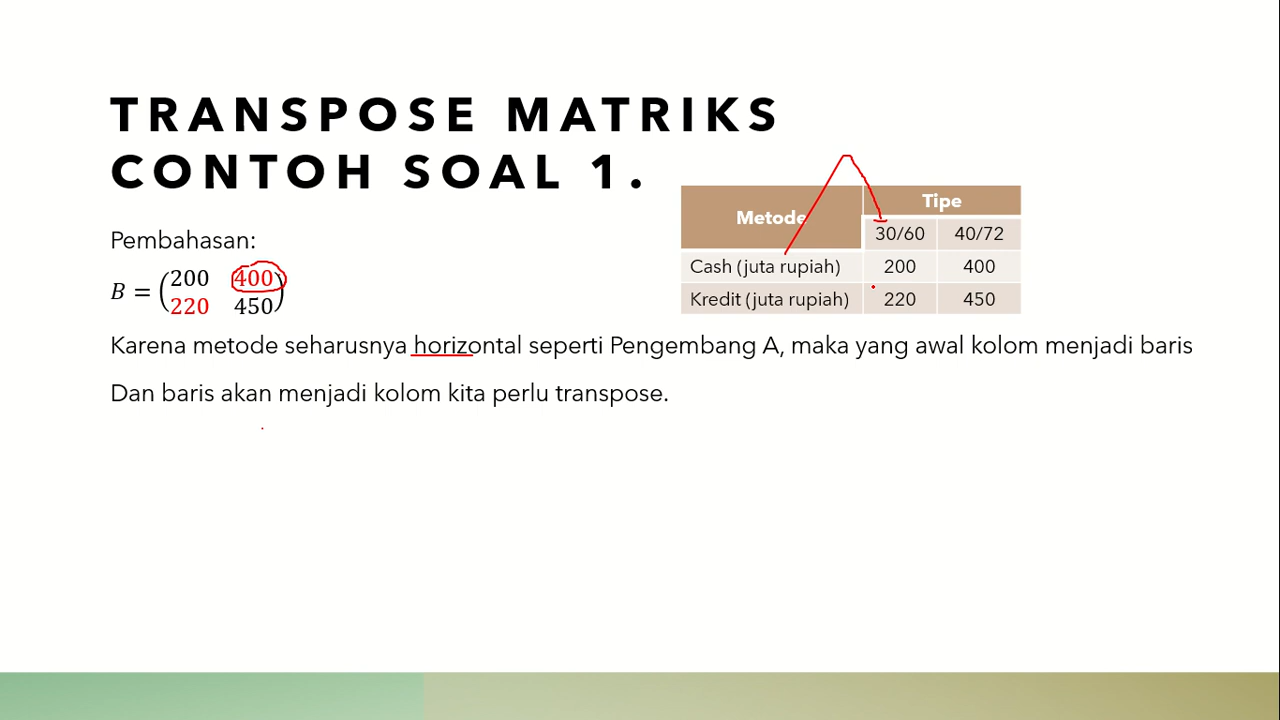 TRANSPOSE MATRIKS
CONTOH SOAL 1.
Pembahasan:
B = (200 400
220 450)
Metode Tipe
30/60 40/72
Cash (juta rupiah) 200 400
Kredit (juta rupiah) 220 450
Karena metode seharusnya horizontal seperti Pengembang A, maka yang awal kolom menjadi baris
Dan baris akan menjadi kolom kita perlu transpose.